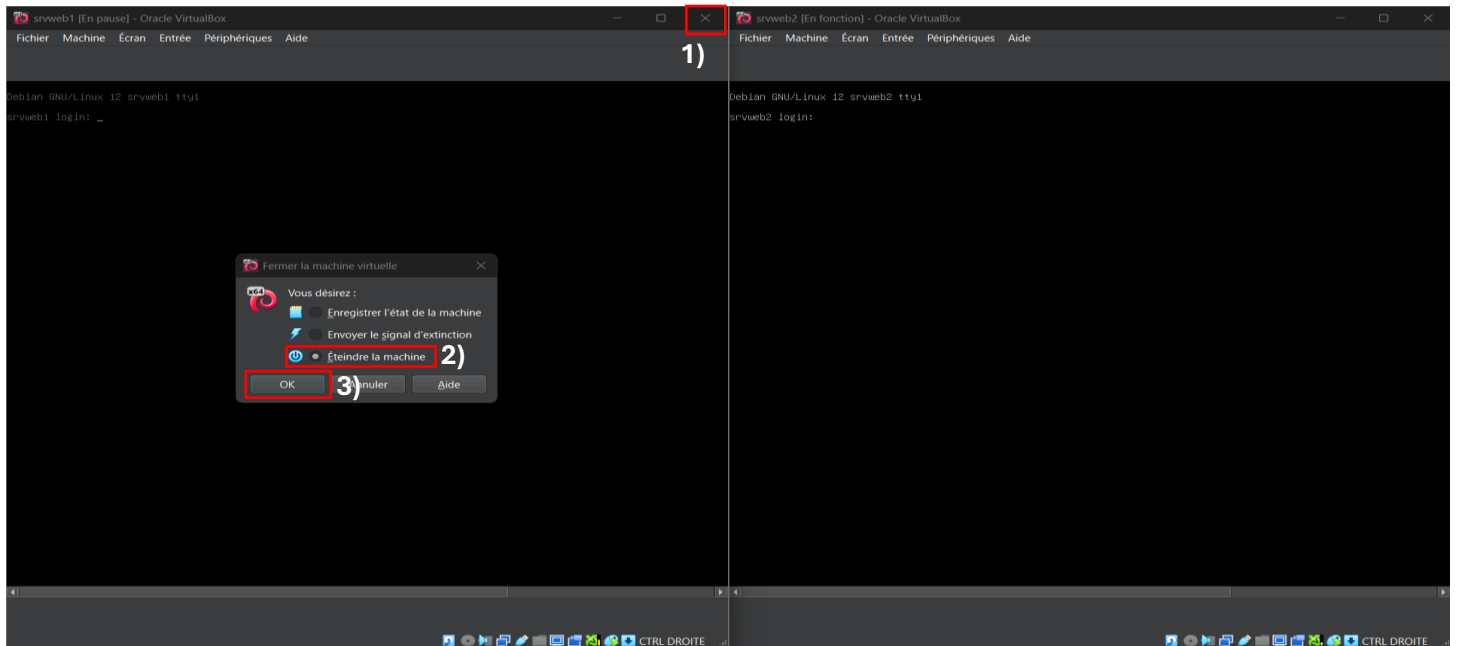 srvweb1 [En pause] - Oracle VirtualBox
Fichier Machine Écran Entrée Périphériques Aide
1)
Debian GNU/Linux 12 srvweb1 tty1
srvweb1 login: _
x64
Fermer la machine virtuelle
Vous désirez :
Enregistrer l'état de la machine
Envoyer le signal d'extinction
Éteindre la machine
2)
OK
3)
Annuler
Aide
CTRL DROITE
srvweb2 [En fonction] - Oracle VirtualBox
Fichier Machine Écran Entrée Périphériques Aide
Debian GNU/Linux 12 srvweb2 tty1
srvweb2 login:
CTRL DROITE